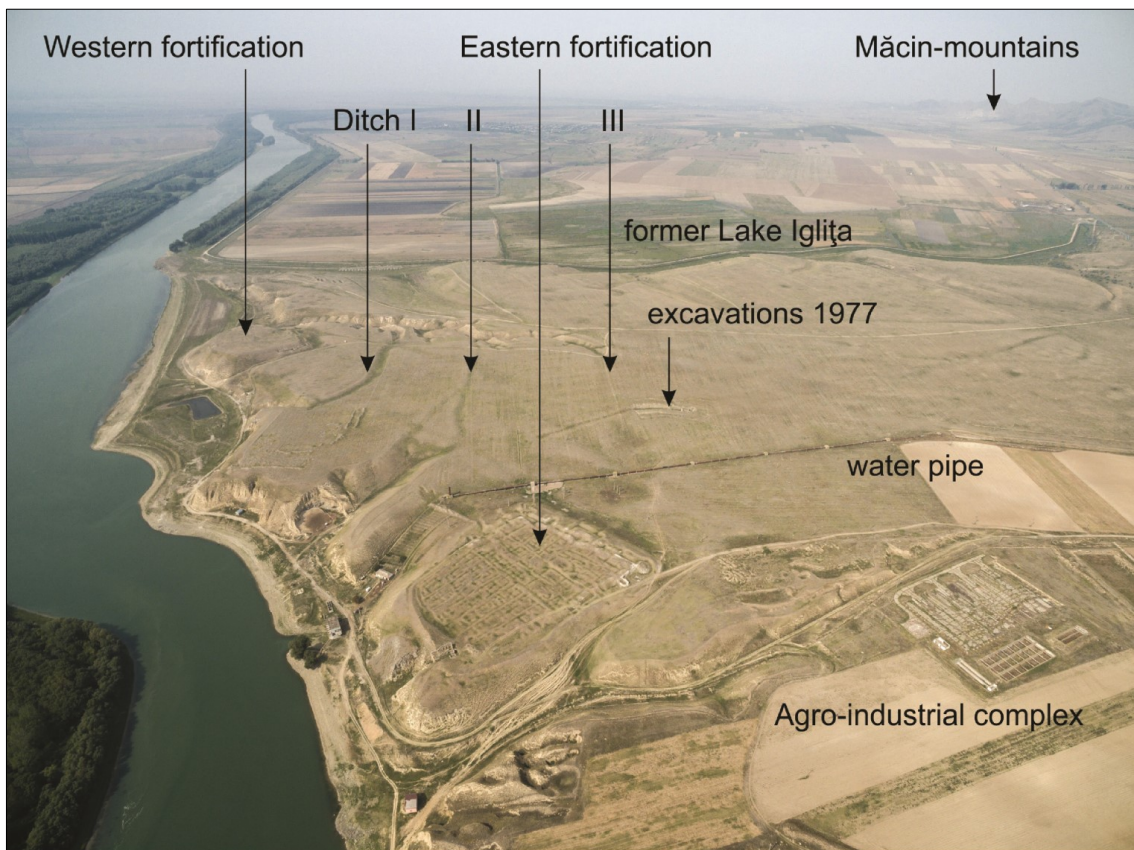 Western fortification
Eastern fortification
Măcin-mountains
Ditch I
II
III
former Lake Igliţa
excavations 1977
water pipe
Agro-industrial complex